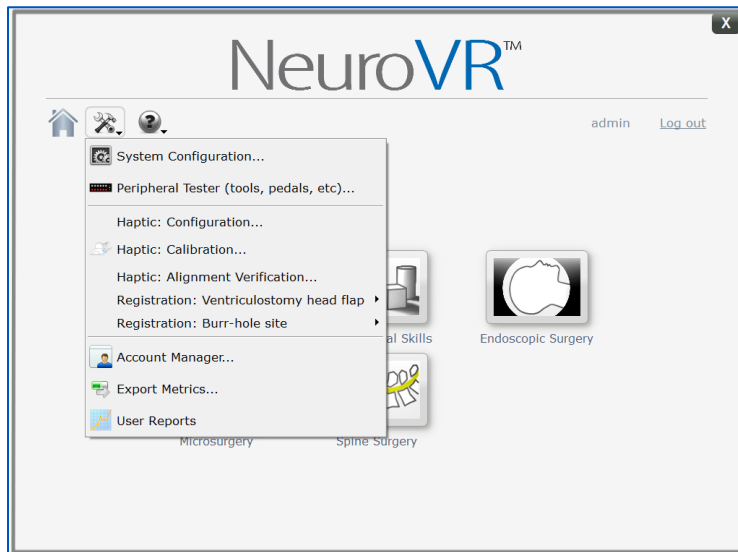 X
NeuroVR™
?
admin Log out
System Configuration...
Peripheral Tester (tools, pedals, etc)...
Haptic: Configuration...
Haptic: Calibration...
Haptic: Alignment Verification...
Registration: Ventriculostomy head flap
Registration: Burr-hole site
Account Manager...
Export Metrics...
User Reports
al Skills
Endoscopic Surgery
Microsurgery
Spine Surgery